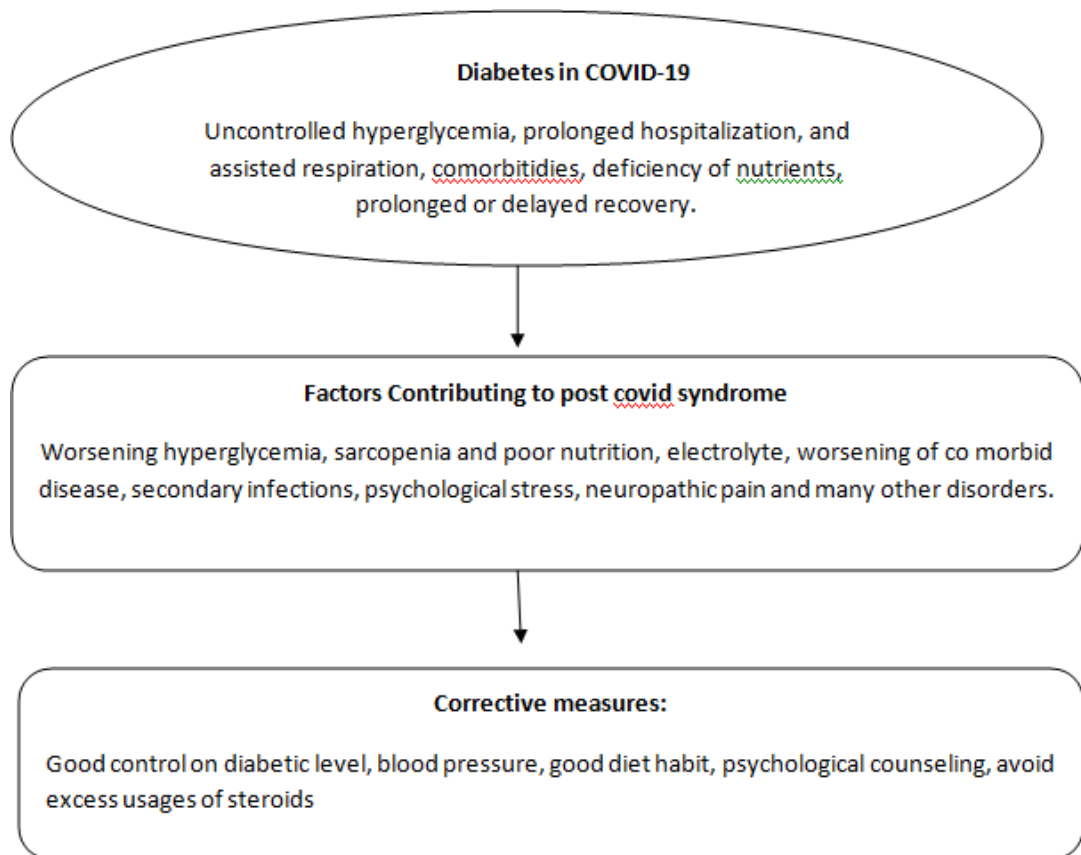 Diabetes in COVID-19
Uncontrolled hyperglycemia, prolonged hospitalization, and
assisted respiration, comorbitidies, deficiency of nutrients,
prolonged or delayed recovery.
Factors Contributing to post covid syndrome
Worsening hyperglycemia, sarcopenia and poor nutrition, electrolyte, worsening of co morbid
disease, secondary infections, psychological stress, neuropathic pain and many other disorders.
Corrective measures:
Good control on diabetic level, blood pressure, good diet habit, psychological counseling, avoid
excess usages of steroids